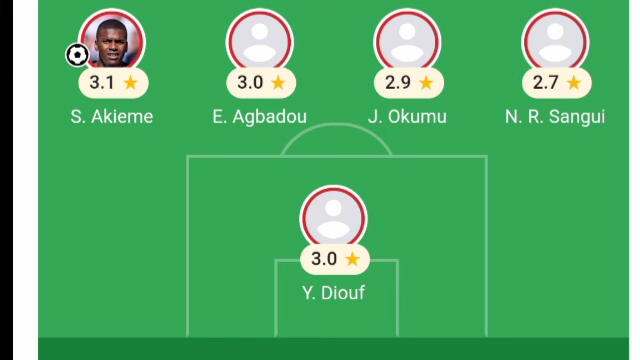 3.1 ★ 3.0 ★ 2.9 ★ 2.7 ★
S. Akieme E. Agbadou J. Okumu N. R. Sangui
3.0 ★
Y. Diouf